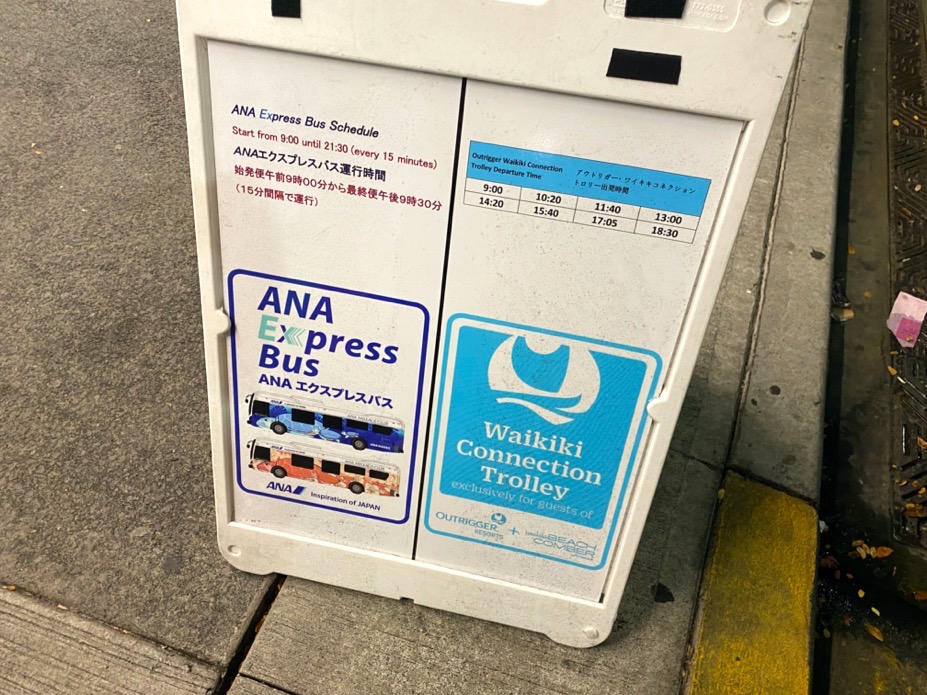 ANA Express Bus Schedule
Start from 9:00 until 21:30 (every 15 minutes)
ANAエクスプレスバス運行時間
始発便午前9時00分から最終便午後9時30分
（15分間隔で運行）
ANA
Express
Bus
ANA エクスプレスバス
ANA Inspiration of JAPAN
Outrigger Waikiki Connection
Trolley Departure Time
アウトリガー・ワイキキコネクション
トロリー出発時間
9:00 10:20 11:40 13:00
14:20 15:40 17:05 18:30
Waikiki
Connection
Trolley
exclusively for guests of
OUTRIGGER
RESORTS
+
BEACH
COMBER